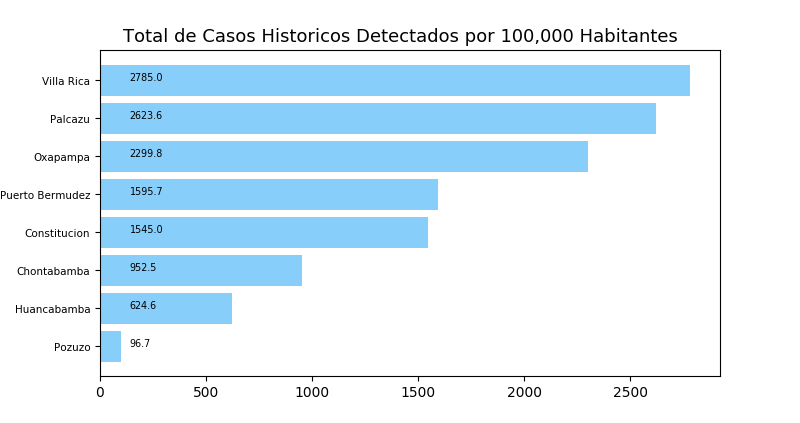 Total de Casos Historicos Detectados por 100,000 Habitantes
Villa Rica 2785.0
Palcazu 2623.6
Oxapampa 2299.8
Puerto Bermudez 1595.7
Constitucion 1545.0
Chontabamba 952.5
Huancabamba 624.6
Pozuzo 96.7
0 500 1000 1500 2000 2500